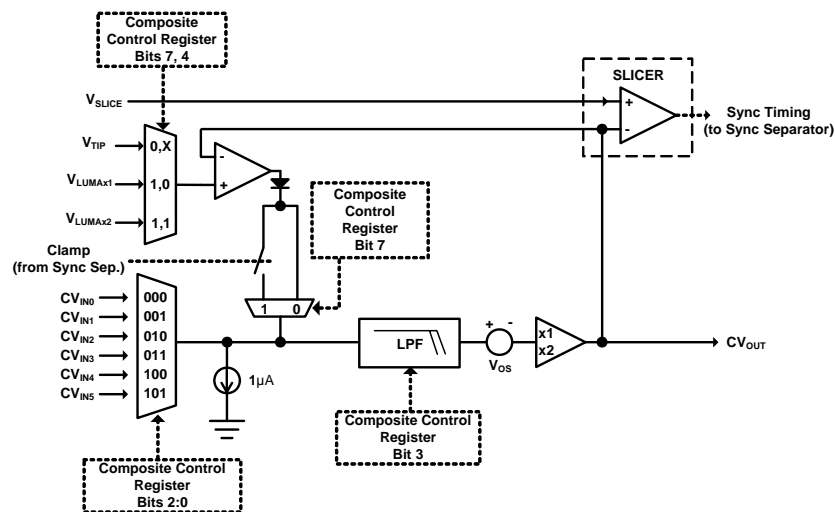 Composite
Control Register
Bits 7, 4
SLICER
VSLICE
+
-
Sync Timing
(to Sync Separator)
VTIP
0,X
VLUMAx1
1,0
VLUMAx2
1,1
-
+
Composite
Control
Register
Bit 7
Clamp
(from Sync Sep.)
1 0
CVIN0 000
CVIN1 001
CVIN2 010
CVIN3 011
CVIN4 100
CVIN5 101
1µA
LPF
+ -
VOS
x1
x2
CVOUT
Composite Control
Register
Bit 3
Composite Control
Register
Bits 2:0